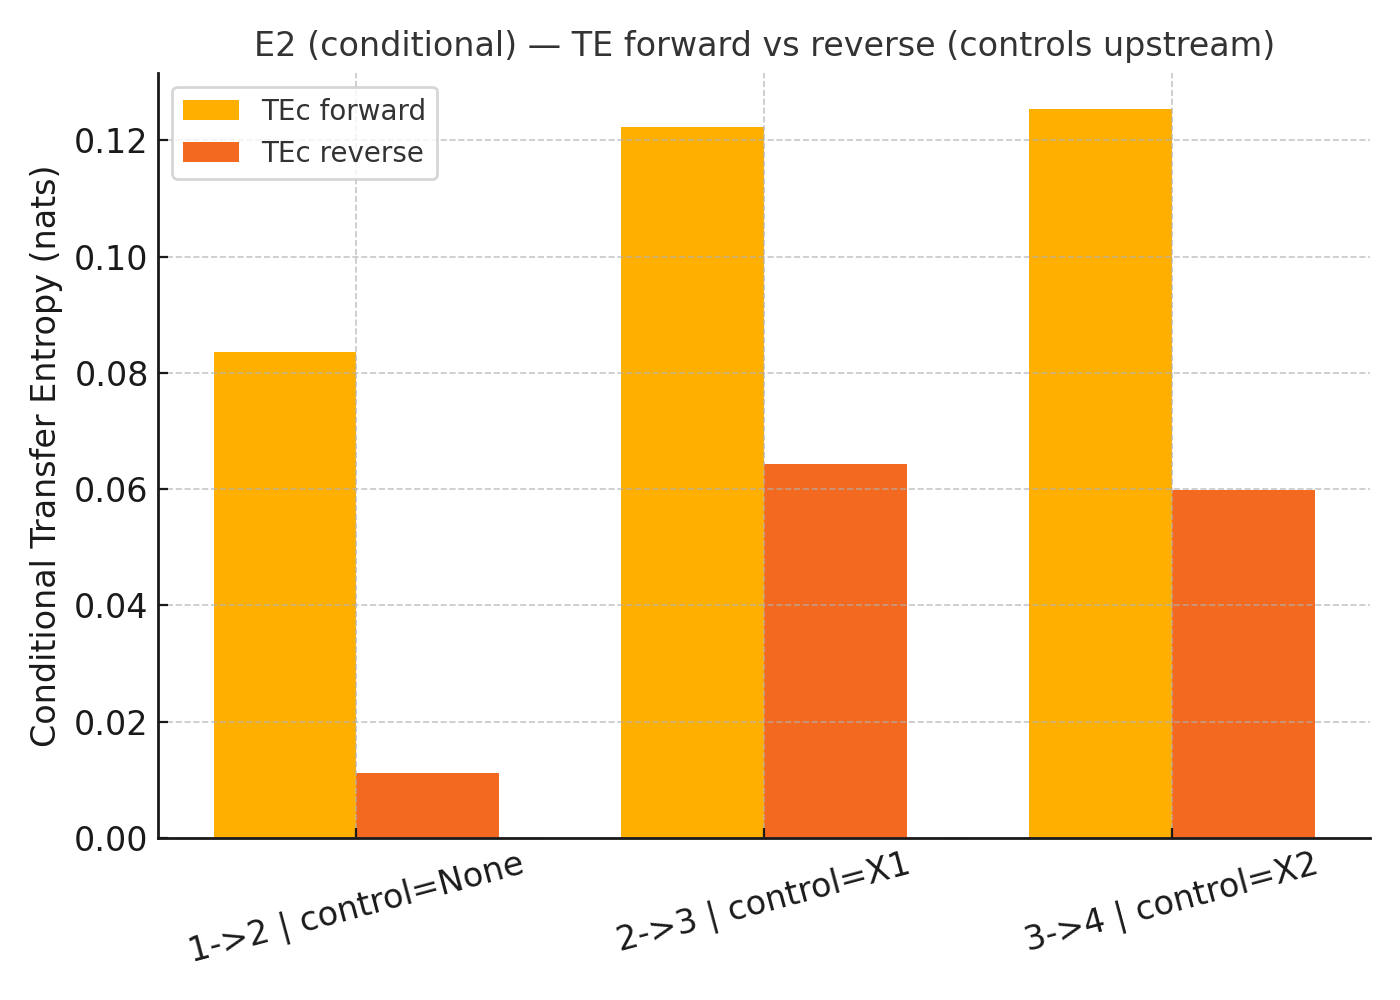 E2 (conditional) — TE forward vs reverse (controls upstream)
TEc forward
TEc reverse
Conditional Transfer Entropy (nats)
0.12
0.10
0.08
0.06
0.04
0.02
0.00
1->2 | control=None
2->3 | control=X1
3->4 | control=X2